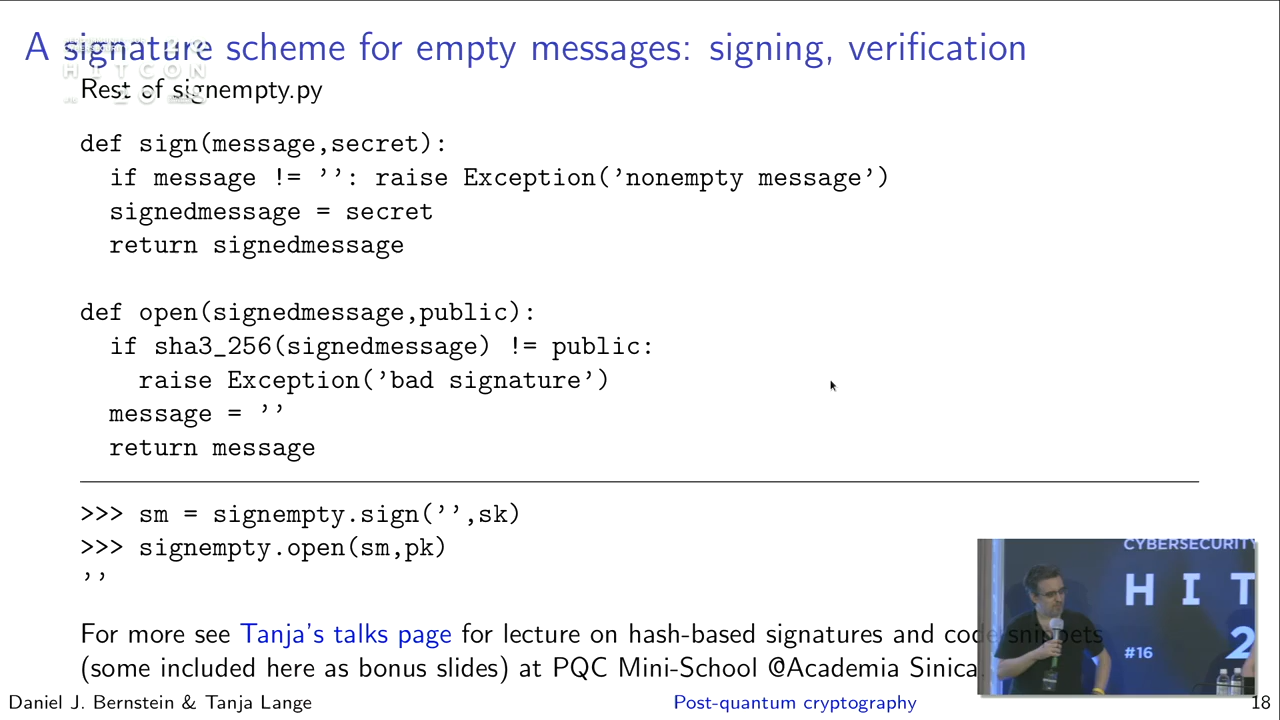 A signature scheme for empty messages: signing, verification
HITCON
Rest of signempty.py
def sign(message,secret):
  if message != ’’: raise Exception(’nonempty message’)
  signedmessage = secret
  return signedmessage
def open(signedmessage,public):
  if sha3_256(signedmessage) != public:
    raise Exception(’bad signature’)
  message = ’’
  return message
>>> sm = signempty.sign(’’,sk)
>>> signempty.open(sm,pk)
’’
CYBERSECURITY
H I T
#16
2
For more see Tanja’s talks page for lecture on hash-based signatures and code snippets
(some included here as bonus slides) at PQC Mini-School @Academia Sinica
Daniel J. Bernstein & Tanja Lange
Post-quantum cryptography
18